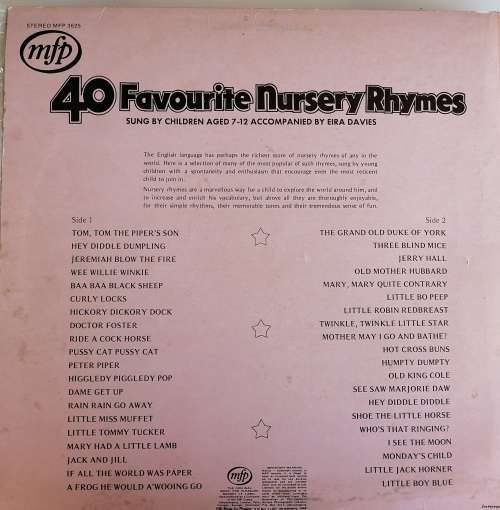 STEREO MFP 3625
mfp
40 Favourite Nursery Rhymes
SUNG BY CHILDREN AGED 7-12 ACCOMPANIED BY EIRA DAVIES
The English language has perhaps the richest store of nursery rhymes of any in the
world. Here is a selection of many of the most popular of such rhymes, sung by young
children with a spontaneity and enthusiasm that encourage even the most reticent
child to join in.
Nursery rhymes are a marvellous way for a child to explore the world around him, and
to increase and enrich his vocabulary, but above all they are thoroughly enjoyable,
for their simple rhythms, their memorable tones and their tremendous sense of fun.
Side 1
TOM, TOM THE PIPER'S SON
HEY DIDDLE DUMPLING
JEREMIAH BLOW THE FIRE
WEE WILLIE WINKIE
BAA BAA BLACK SHEEP
CURLY LOCKS
HICKORY DICKORY DOCK
DOCTOR FOSTER
RIDE A COCK HORSE
PUSSY CAT PUSSY CAT
PETER PIPER
HIGGLEDY PIGGLEDY POP
DAME GET UP
RAIN RAIN GO AWAY
LITTLE MISS MUFFET
LITTLE TOMMY TUCKER
MARY HAD A LITTLE LAMB
JACK AND JILL
IF ALL THE WORLD WAS PAPER
A FROG HE WOULD A'WOOING GO
Side 2
THE GRAND OLD DUKE OF YORK
THREE BLIND MICE
JERRY HALL
OLD MOTHER HUBBARD
MARY, MARY QUITE CONTRARY
LITTLE BO PEEP
LITTLE ROBIN REDBREAST
TWINKLE, TWINKLE LITTLE STAR
MOTHER MAY I GO AND BATHE?
HOT CROSS BUNS
HUMPTY DUMPTY
OLD KING COLE
SEE SAW MARJORIE DAW
HEY DIDDLE DIDDLE
SHOE THE LITTLE HORSE
WHO'S THAT RINGING?
I SEE THE MOON
MONDAY'S CHILD
LITTLE JACK HORNER
LITTLE BOY BLUE
mfp